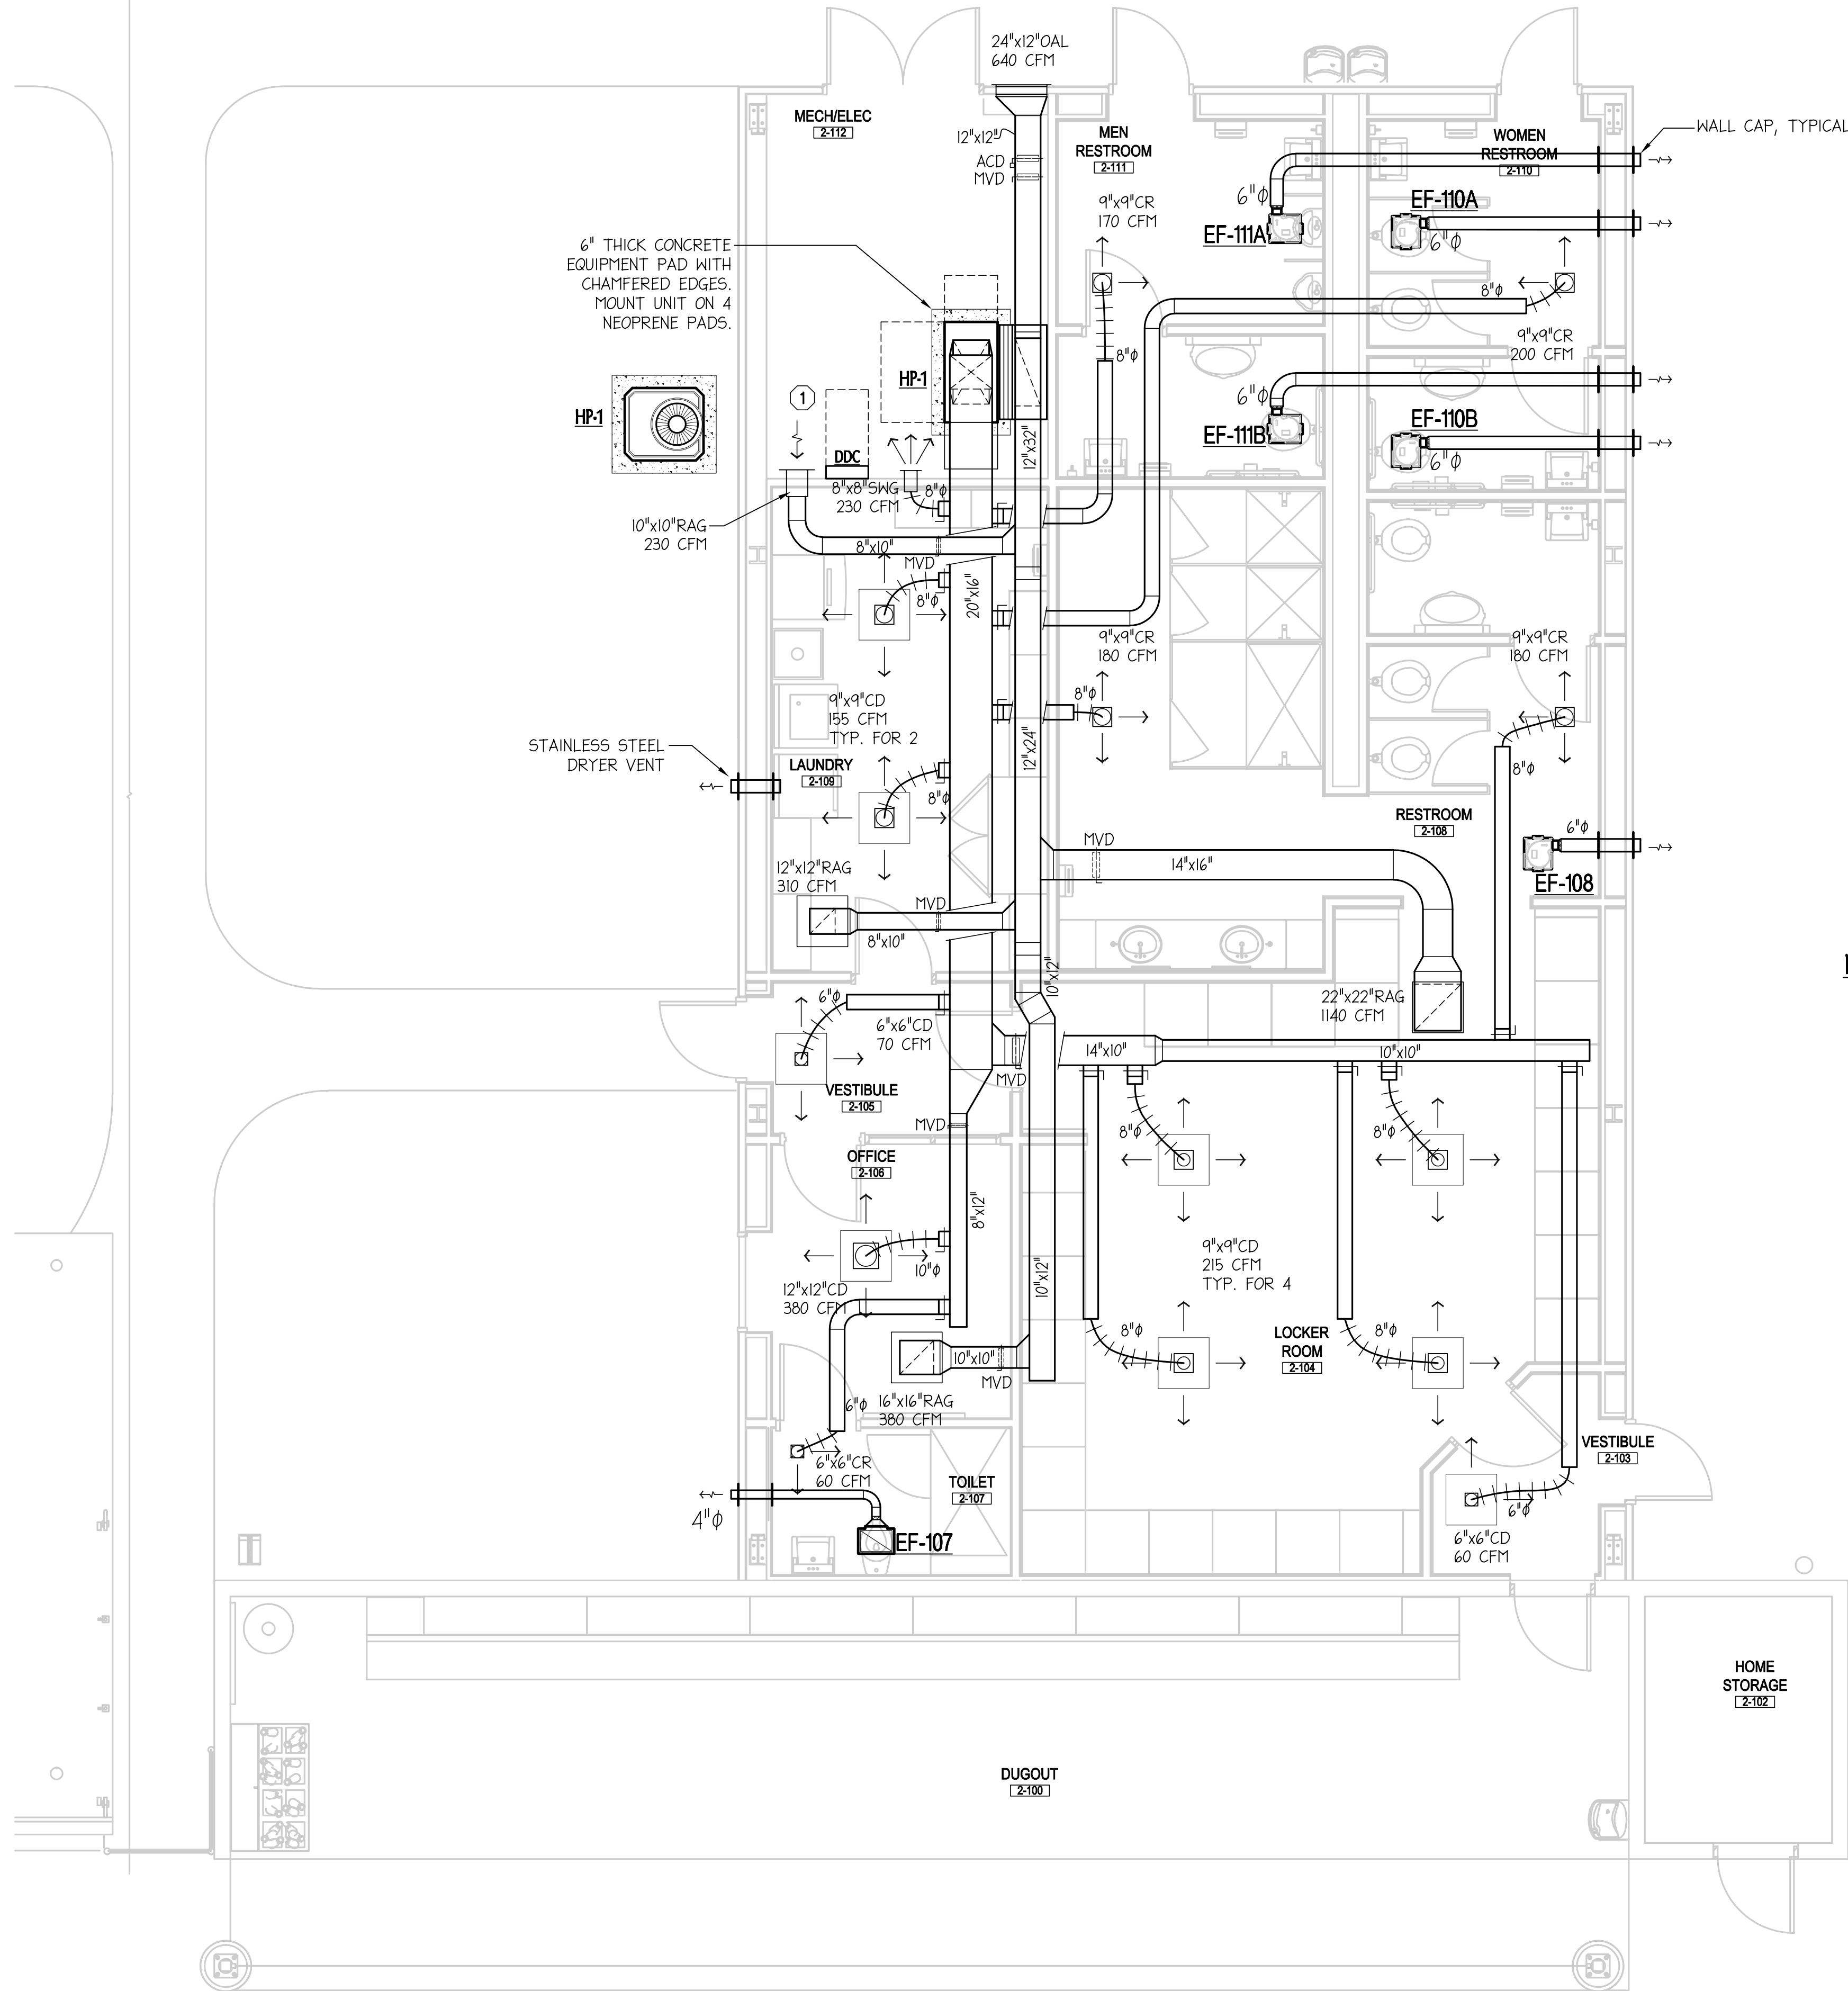 24"x12"OAL
640 CFM
MECH/ELEC
2-112
12"x12"
ACD
MVD
MEN
RESTROOM
2-111
WOMEN
RESTROOM
2-110
WALL CAP, TYPICAL
9"x9"CR
170 CFM
6"ϕ
EF-111A
EF-110A
6"ϕ
6" THICK CONCRETE
EQUIPMENT PAD WITH
CHAMFERED EDGES.
MOUNT UNIT ON 4
NEOPRENE PADS.
8"ϕ
9"x9"CR
200 CFM
8"ϕ
HP-1
HP-1
1
6"ϕ
EF-111B
EF-110B
6"ϕ
12"x32"
DDC
8"x8"SWG
230 CFM
8"ϕ
10"x10"RAG
230 CFM
8"x10"
MVD
8"ϕ
20"x16"
9"x9"CR
180 CFM
9"x9"CR
180 CFM
8"ϕ
9"x9"CD
155 CFM
TYP. FOR 2
12"x24"
STAINLESS STEEL
DRYER VENT
LAUNDRY
2-109
8"ϕ
8"ϕ
RESTROOM
2-108
6"ϕ
EF-108
MVD
14"x16"
12"x12"RAG
310 CFM
MVD
8"x10"
10"x12"
22"x22"RAG
1140 CFM
6"ϕ
6"x6"CD
70 CFM
14"x10"
10"x10"
MVD
VESTIBULE
2-105
MVD
8"ϕ
8"ϕ
OFFICE
2-106
8"x12"
10"ϕ
12"x12"CD
380 CFM
10"x12"
9"x9"CD
215 CFM
TYP. FOR 4
8"ϕ
8"ϕ
LOCKER
ROOM
2-104
10"x10"
MVD
6"ϕ
16"x16"RAG
380 CFM
6"x6"CR
60 CFM
TOILET
2-107
4"ϕ
EF-107
VESTIBULE
2-103
6"ϕ
6"x6"CD
60 CFM
HOME
STORAGE
2-102
DUGOUT
2-100